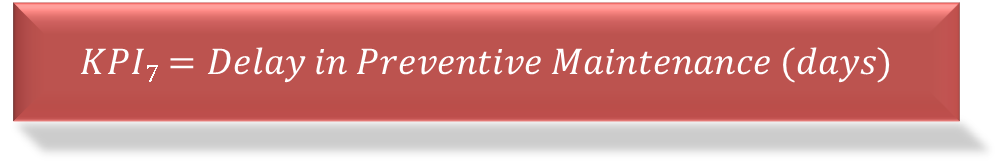 KPI₇ = Delay in Preventive Maintenance (days)